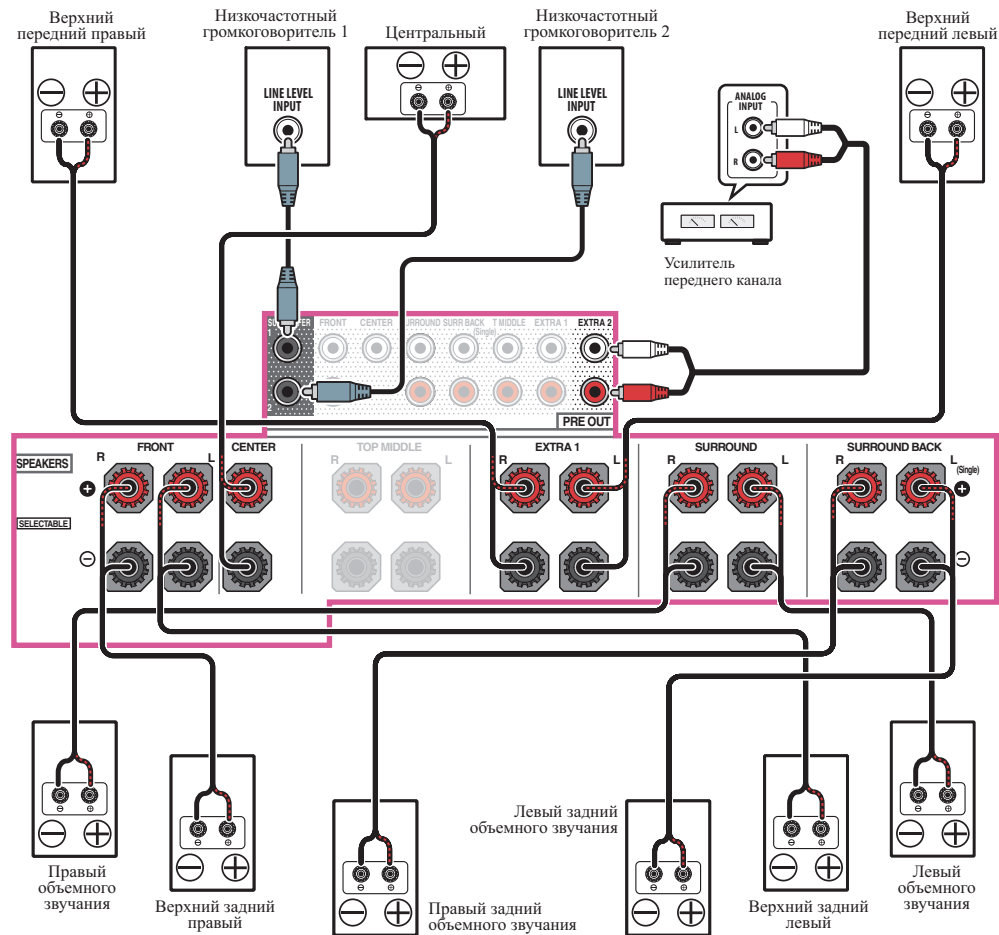 Верхний
передний правый
Низкочастотный
громкоговоритель 1
Центральный
Низкочастотный
громкоговоритель 2
Верхний
передний левый
LINE LEVEL
INPUT
LINE LEVEL
INPUT
ANALOG
INPUT
L
R
Усилитель
переднего канала
FRONT CENTER SURROUND SURR BACK T MIDDLE EXTRA 1 EXTRA 2
(Single)
1
2
PRE OUT
SPEAKERS
FRONT CENTER TOP MIDDLE EXTRA 1 SURROUND SURROUND BACK
R L R L R L R L R L
(Single)
SELECTABLE
Правый
объемного
звучания
Верхний задний
правый
Правый задний
объемного звучания
Левый задний
объемного звучания
Верхний задний
левый
Левый
объемного
звучания